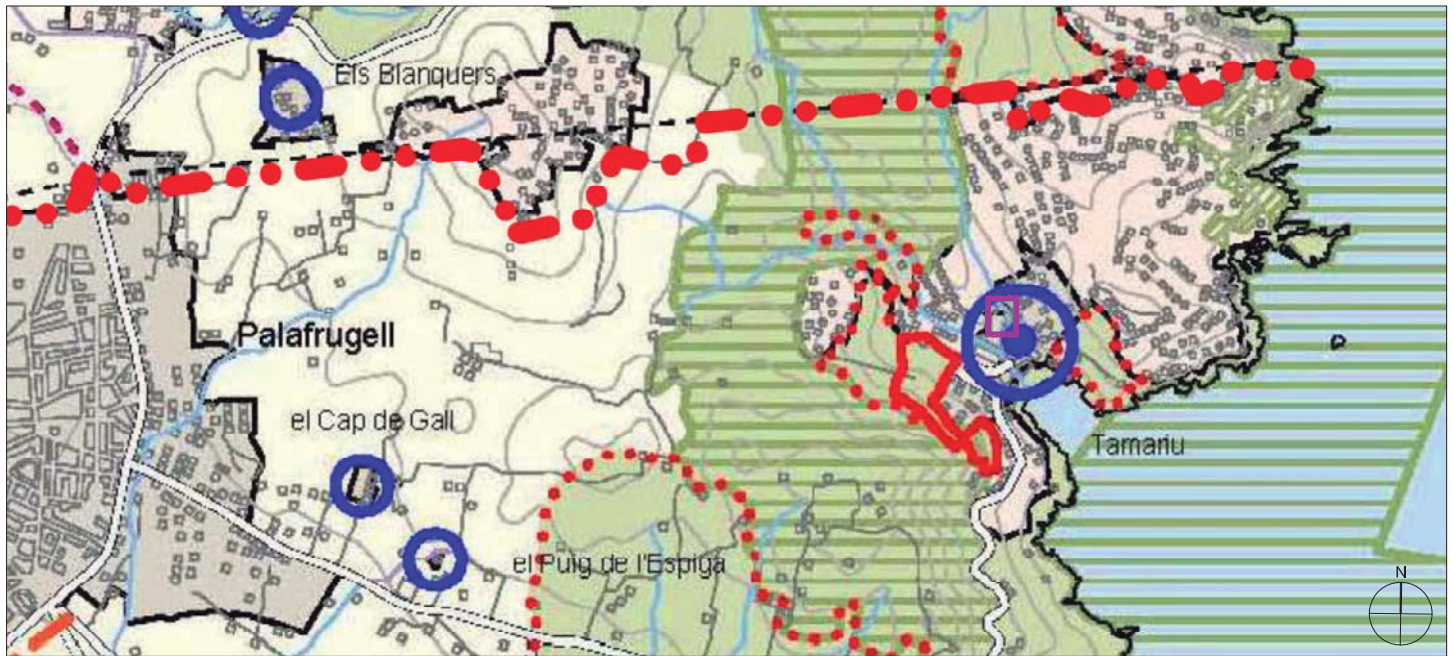 Els Blanquers
Palafrugell
el Cap de Gall
Tamariu
el Puig de l'Espiga
N